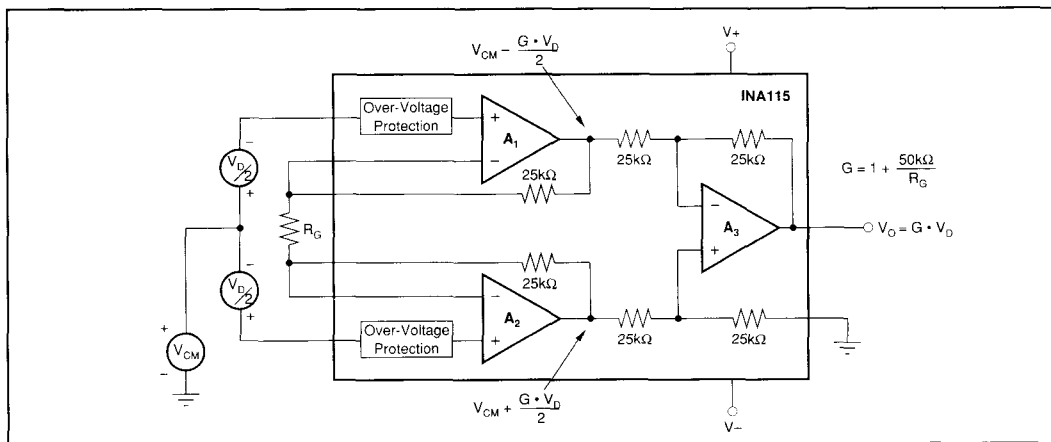 V+
V_CM − G • V_D / 2
INA115
Over-Voltage
Protection
+
A₁
−
25kΩ
25kΩ
25kΩ
G = 1 + 50kΩ / R_G
−
V_D/2
+
R_G
−
A₃
+
V_O = G • V_D
−
V_D/2
+
25kΩ
−
A₂
+
25kΩ
25kΩ
Over-Voltage
Protection
+
V_CM
−
V_CM + G • V_D / 2
V−